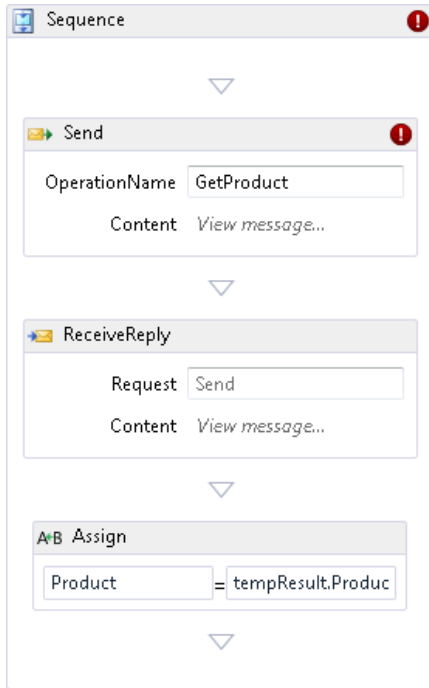 Sequence
Send
OperationName GetProduct
Content View message...
ReceiveReply
Request Send
Content View message...
A+B Assign
Product = tempResult.Produc